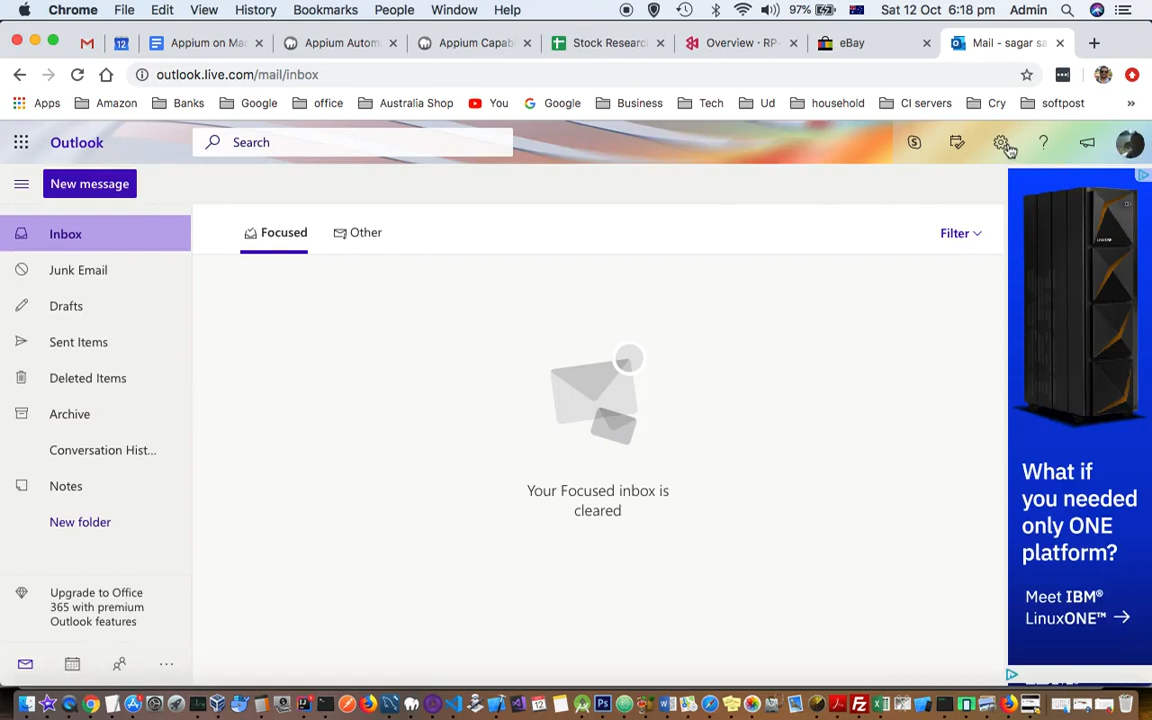 Chrome File Edit View History Bookmarks People Window Help 97% Sat 12 Oct 6:18 pm Admin
12 Appium on Mac Appium Autom Appium Capab Stock Research Overview · RP- eBay Mail - sagar sa
outlook.live.com/mail/inbox
Apps Amazon Banks Google office Australia Shop You Google Business Tech Ud household CI servers Cry softpost »
Outlook Search ?
New message
Inbox
Focused Other Filter
Junk Email
Drafts
Sent Items
Deleted Items
Archive
Conversation Hist...
Notes
New folder
Your Focused inbox is
cleared
What if
you needed
only ONE
platform?
Meet IBM®
LinuxONE™ →
Upgrade to Office
365 with premium
Outlook features
...